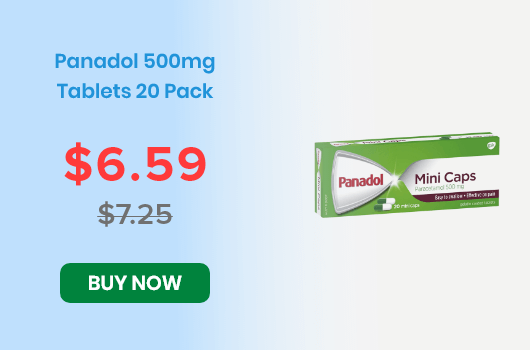 Panadol 500mg
Tablets 20 Pack
$6.59
$7.25
BUY NOW
Panadol
Mini Caps
Paracetamol 500 mg
20 mini caps